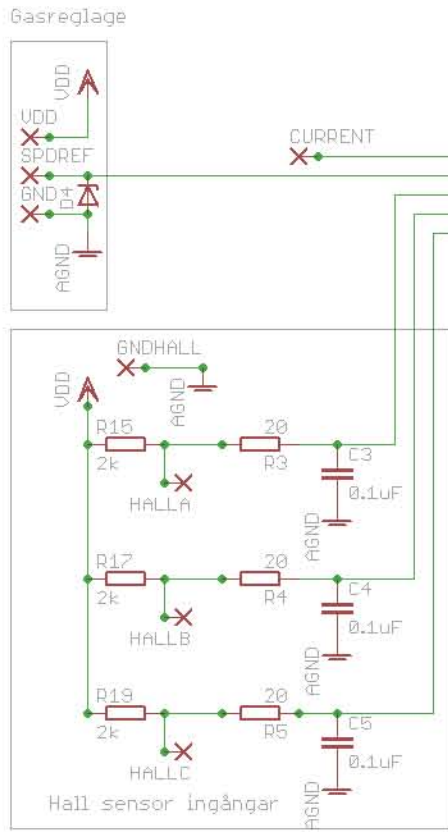 Gasreglage
VDD
VDD
SPDREF
GND
D4
AGND
CURRENT
GNDHALL
VDD
AGND
R15
2k
20
R3
C3
0.1uF
AGND
HALLA
R17
2k
20
R4
C4
0.1uF
AGND
HALLB
R19
2k
20
R5
C5
0.1uF
AGND
HALLC
Hall sensor ingångar